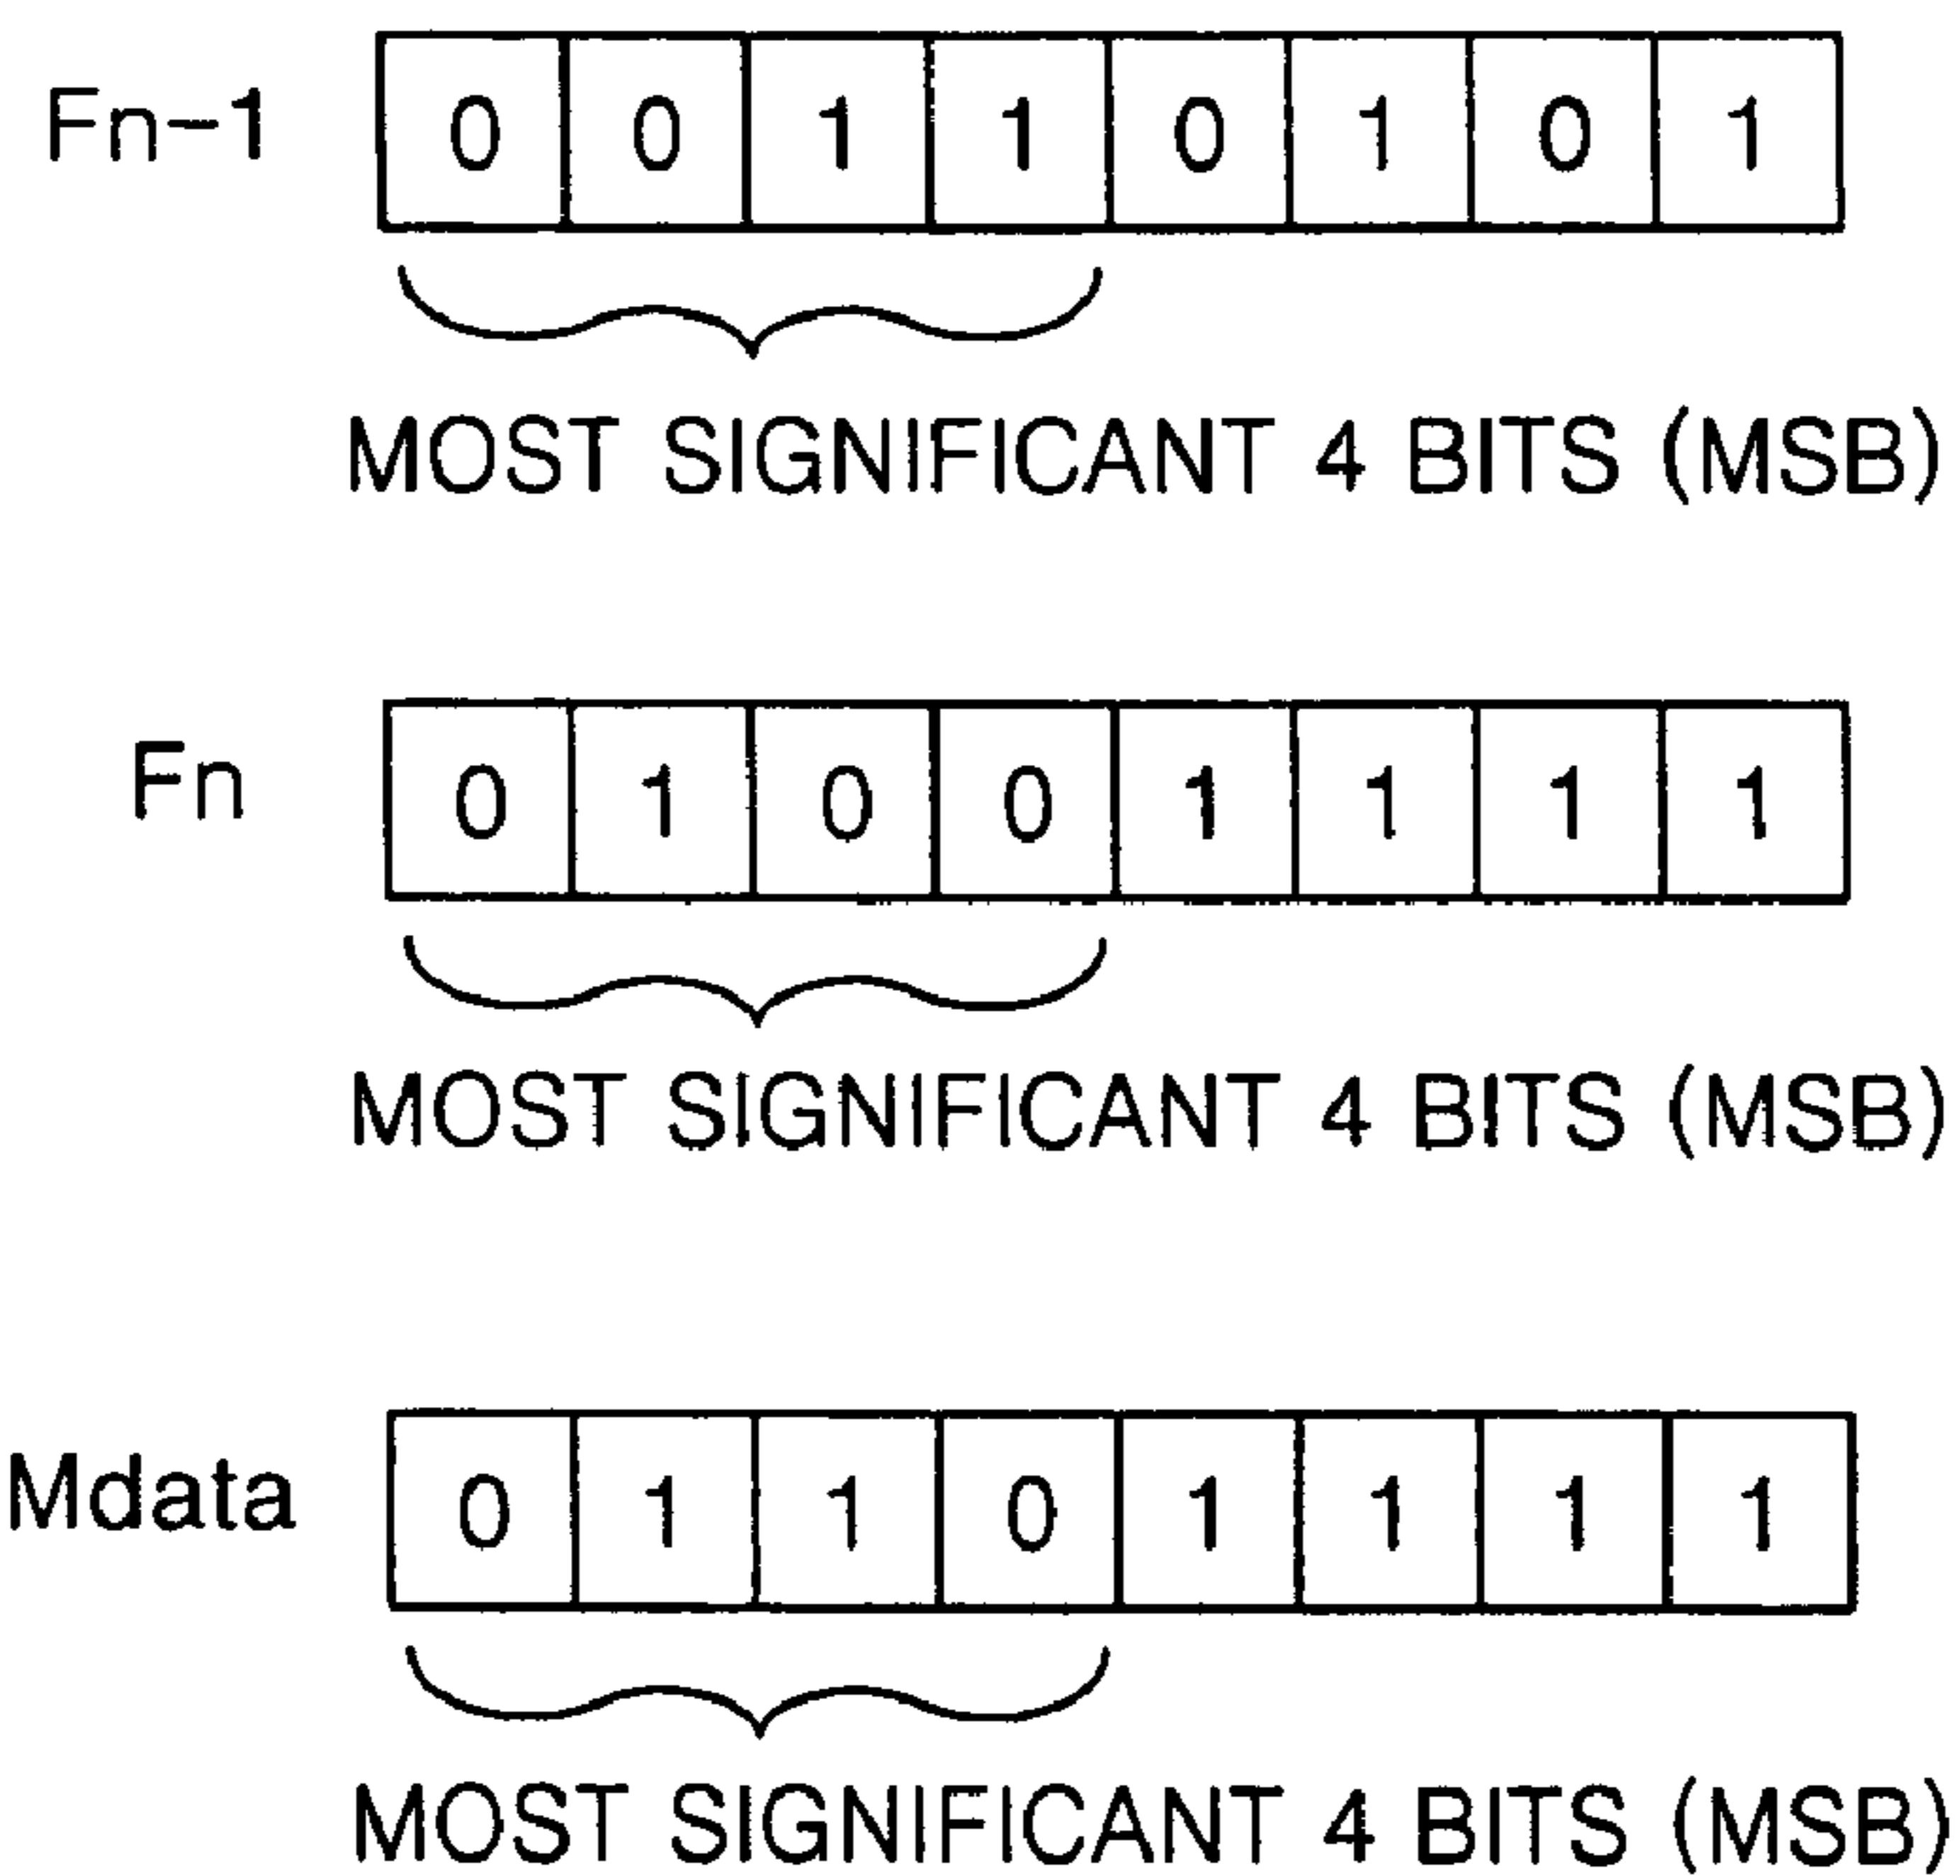 Fn-1 0 0 1 1 0 1 0 1
MOST SIGNIFICANT 4 BITS (MSB)
Fn 0 1 0 0 1 1 1 1
MOST SIGNIFICANT 4 BITS (MSB)
Mdata 0 1 1 0 1 1 1 1
MOST SIGNIFICANT 4 BITS (MSB)